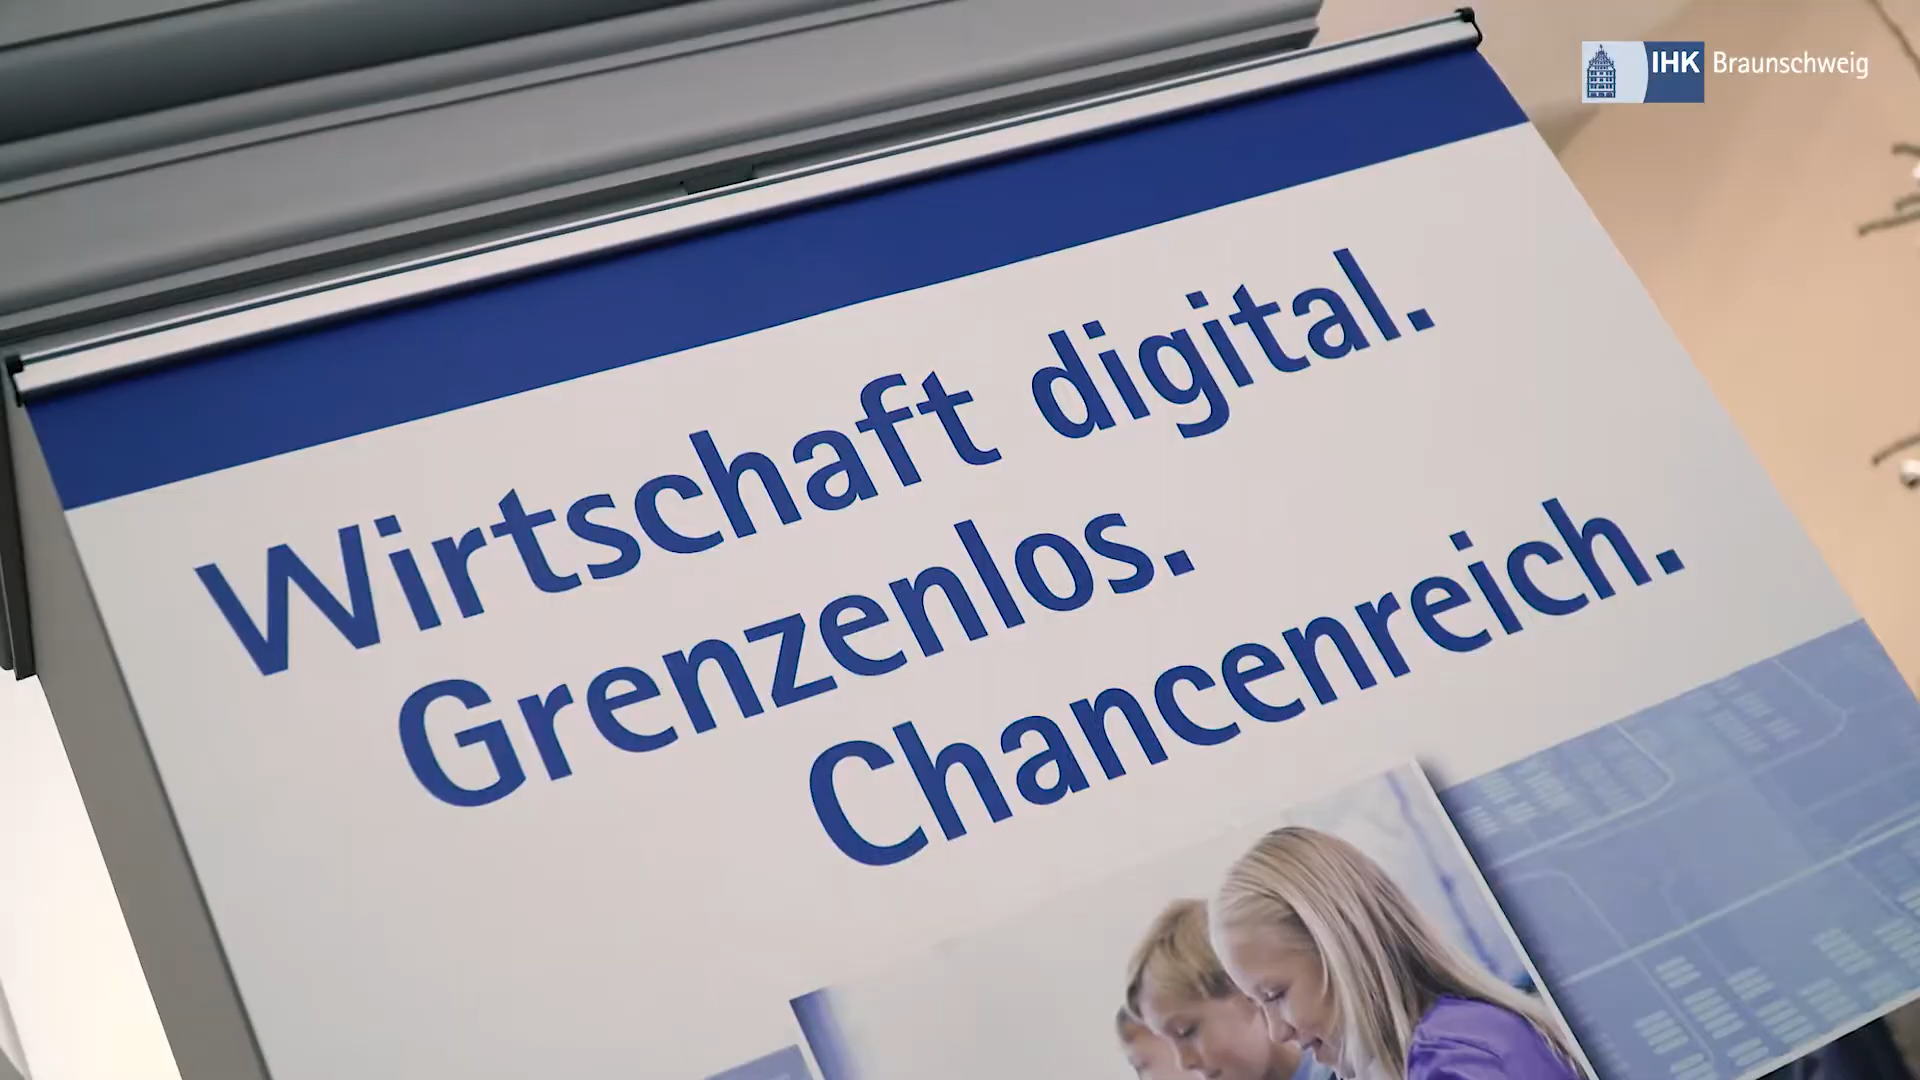 IHK Braunschweig
Wirtschaft digital.
Grenzenlos.
Chancenreich.